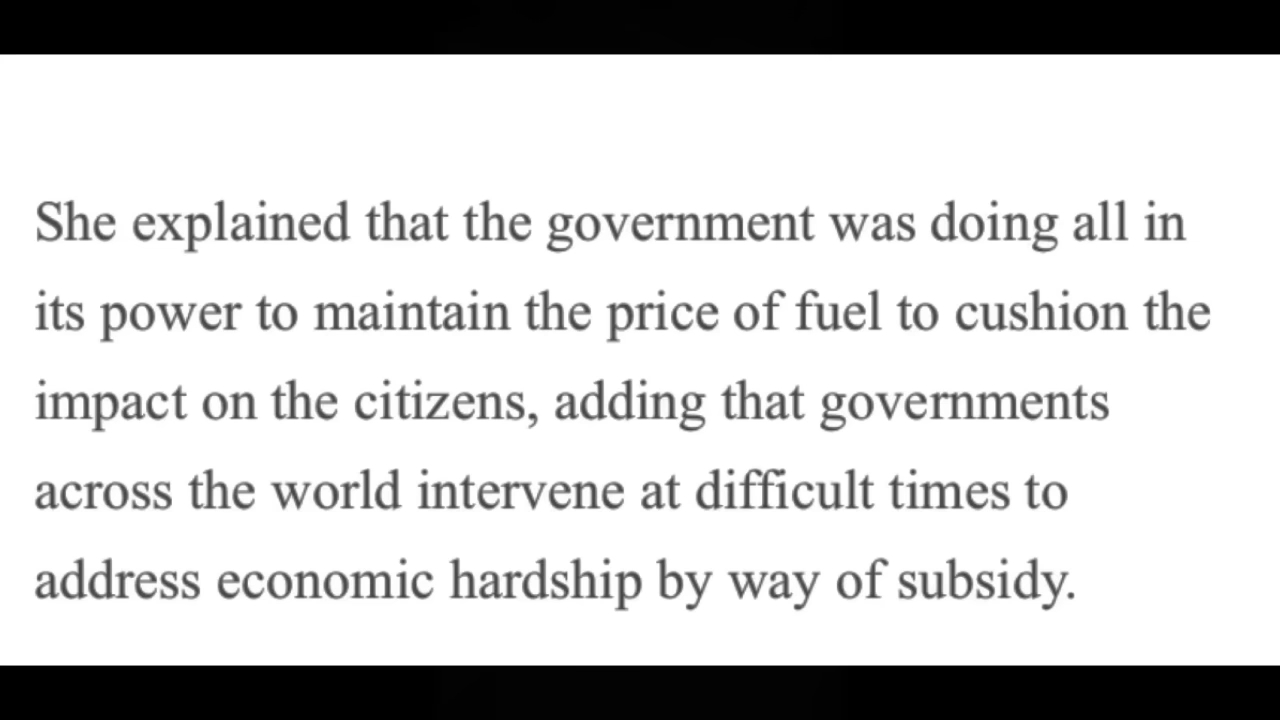 She explained that the government was doing all in
its power to maintain the price of fuel to cushion the
impact on the citizens, adding that governments
across the world intervene at difficult times to
address economic hardship by way of subsidy.